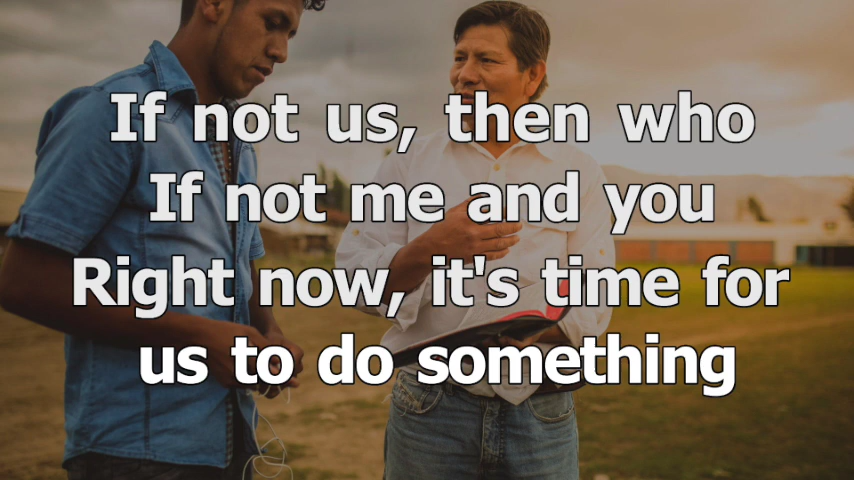 If not us, then who
If not me and you
Right now, it's time for
us to do something